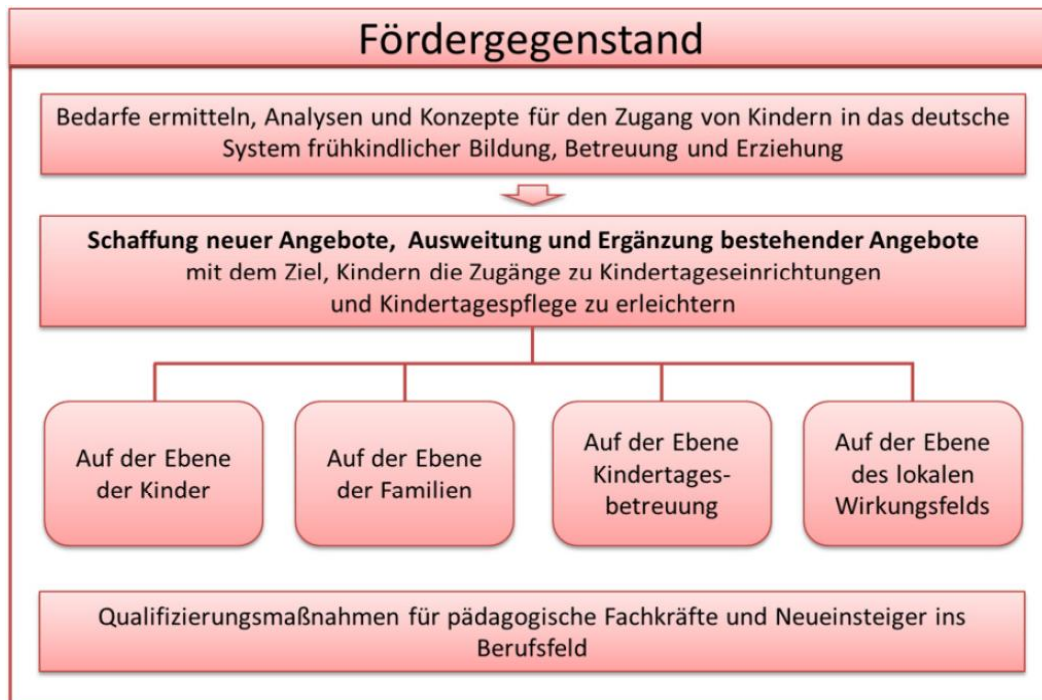 Fördergegenstand
Bedarfe ermitteln, Analysen und Konzepte für den Zugang von Kindern in das deutsche
System frühkindlicher Bildung, Betreuung und Erziehung
Schaffung neuer Angebote, Ausweitung und Ergänzung bestehender Angebote
mit dem Ziel, Kindern die Zugänge zu Kindertageseinrichtungen
und Kindertagespflege zu erleichtern
Auf der Ebene
der Kinder
Auf der Ebene
der Familien
Auf der Ebene
Kindertages-
betreuung
Auf der Ebene
des lokalen
Wirkungsfelds
Qualifizierungsmaßnahmen für pädagogische Fachkräfte und Neueinsteiger ins
Berufsfeld